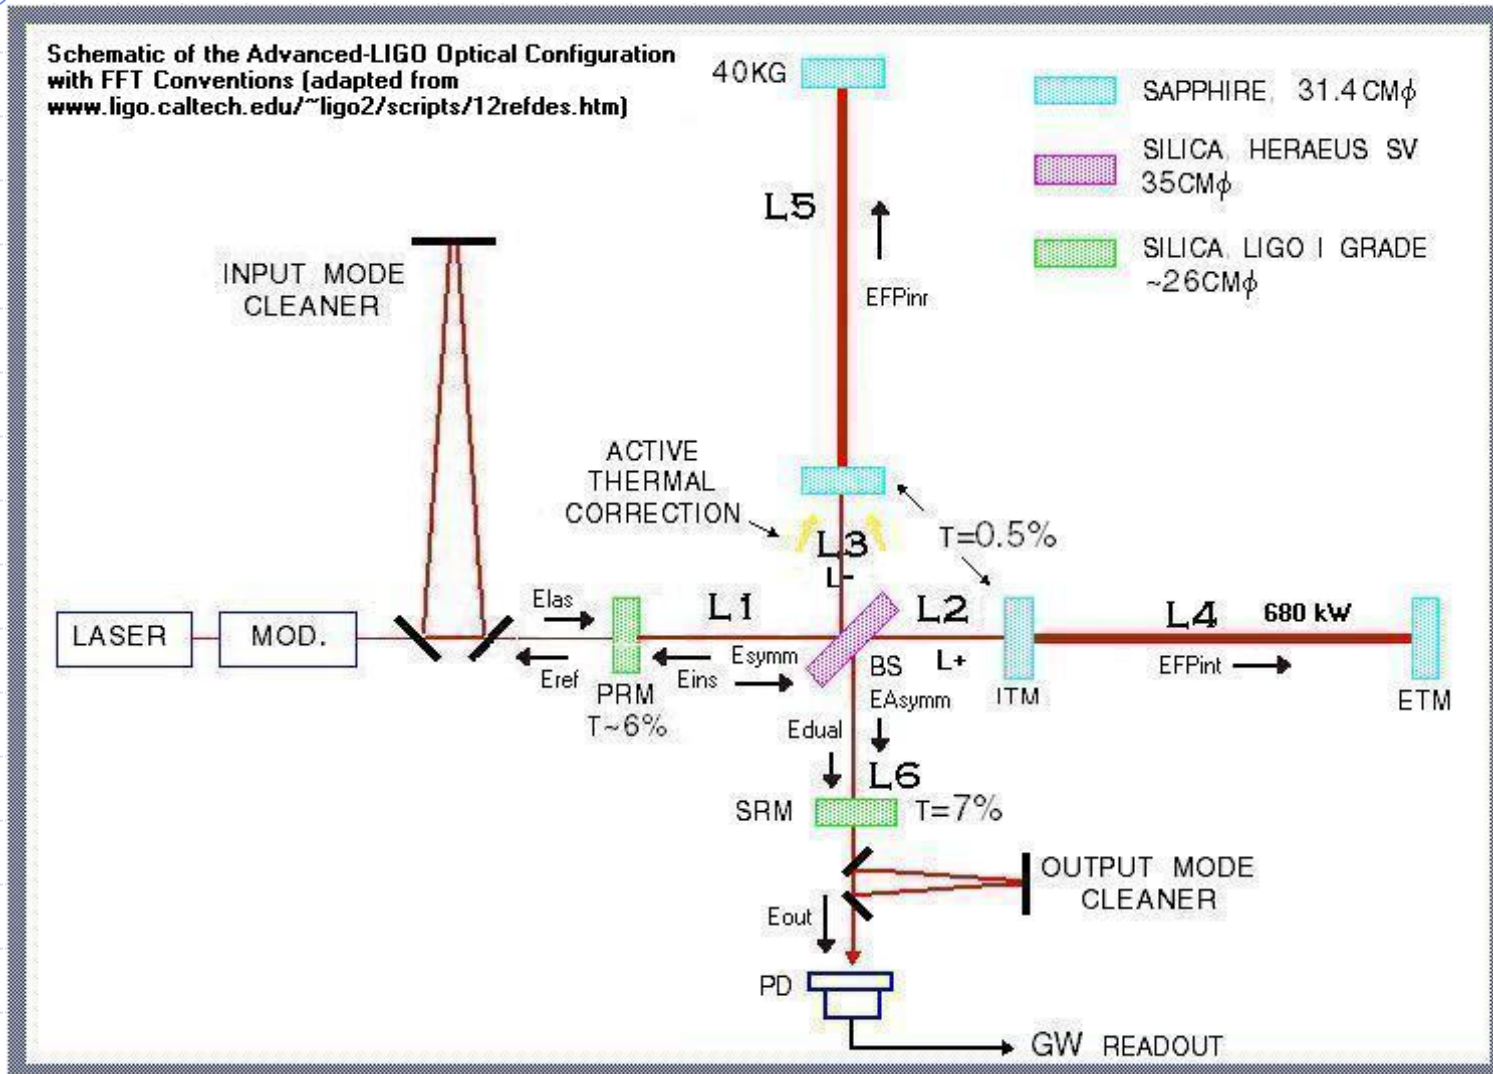 Schematic of the Advanced-LIGO Optical Configuration
with FFT Conventions (adapted from
www.ligo.caltech.edu/~ligo2/scripts/12refdes.htm)
40KG
SAPPHIRE, 31.4CMϕ
SILICA, HERAEUS SV
35CMϕ
SILICA, LIGO I GRADE
~26CMϕ
L5
EFPinr
INPUT MODE
CLEANER
ACTIVE
THERMAL
CORRECTION
L3
L-
T=0.5%
LASER
MOD.
Elas
Eref
PRM
T~6%
L1
Esymm
Eins
BS
L2
L+
ITM
L4
680 kW
EFPint
ETM
EAsymm
Edual
L6
SRM
T=7%
OUTPUT MODE
CLEANER
Eout
PD
GW READOUT